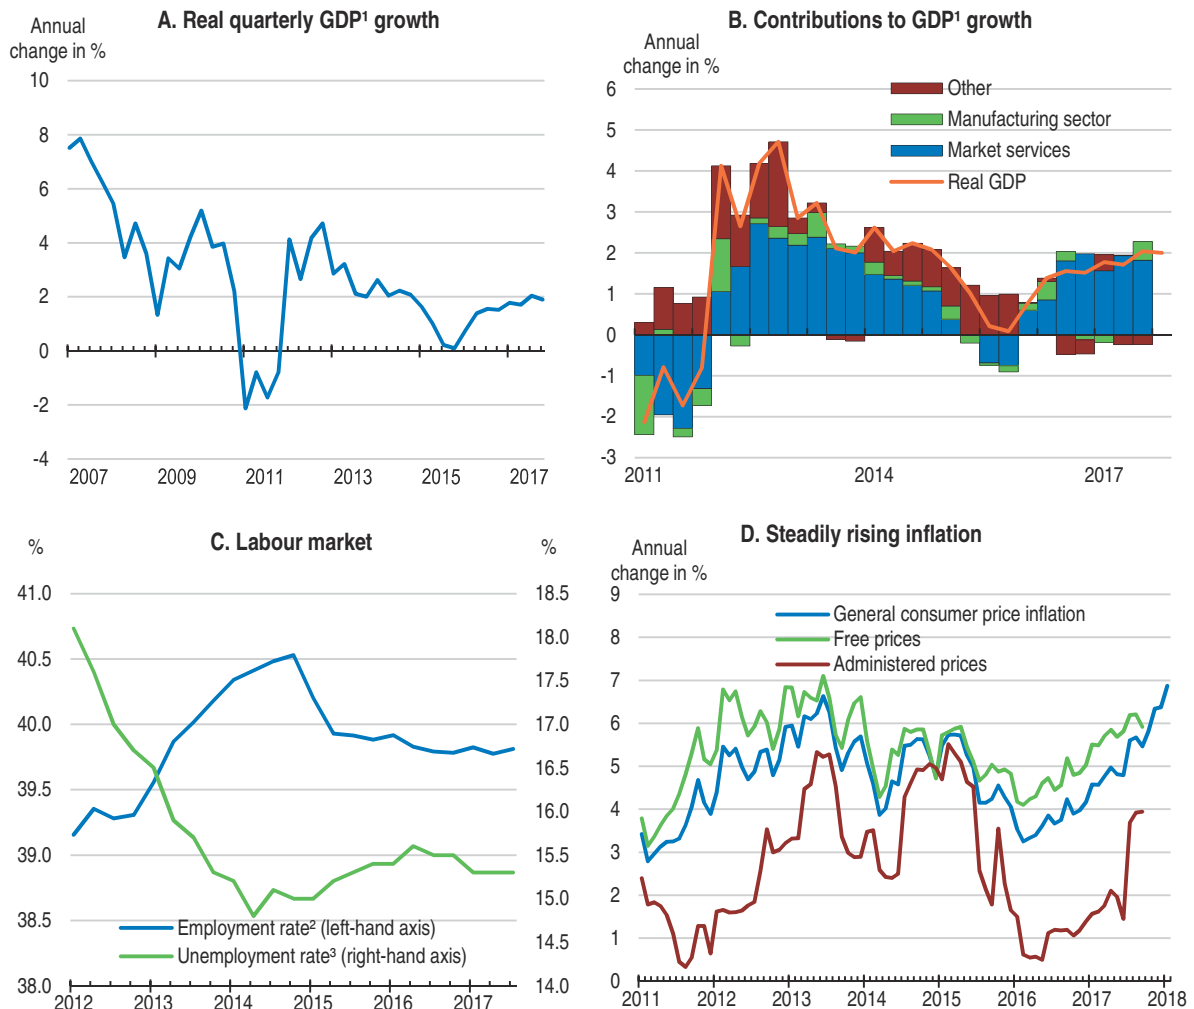 A. Real quarterly GDP¹ growth
Annual
change in %
10
8
6
4
2
0
-2
-4
2007 2009 2011 2013 2015 2017
B. Contributions to GDP¹ growth
Annual
change in %
6
5
4
3
2
1
0
-1
-2
-3
Other
Manufacturing sector
Market services
Real GDP
2011 2014 2017
C. Labour market
%
%
41.0
40.5
40.0
39.5
39.0
38.5
38.0
18.5
18.0
17.5
17.0
16.5
16.0
15.5
15.0
14.5
14.0
Employment rate² (left-hand axis)
Unemployment rate³ (right-hand axis)
2012 2013 2014 2015 2016 2017
D. Steadily rising inflation
Annual
change in %
9
8
7
6
5
4
3
2
1
0
General consumer price inflation
Free prices
Administered prices
2011 2012 2013 2014 2015 2016 2017 2018